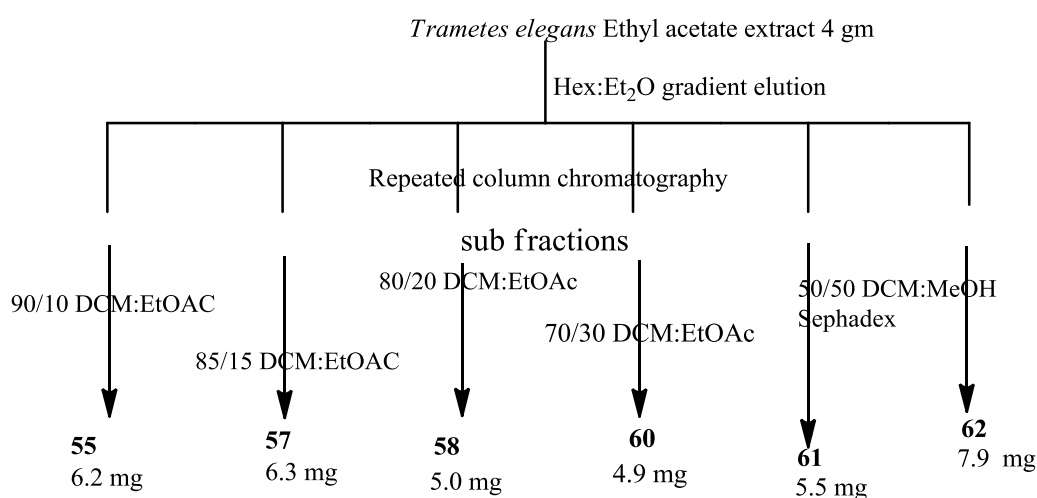 Trametes elegans Ethyl acetate extract 4 gm
Hex:Et₂O gradient elution
Repeated column chromatography
sub fractions
80/20 DCM:EtOAc
50/50 DCM:MeOH
Sephadex
90/10 DCM:EtOAC
70/30 DCM:EtOAc
85/15 DCM:EtOAC
55
6.2 mg
57
6.3 mg
58
5.0 mg
60
4.9 mg
61
5.5 mg
62
7.9 mg